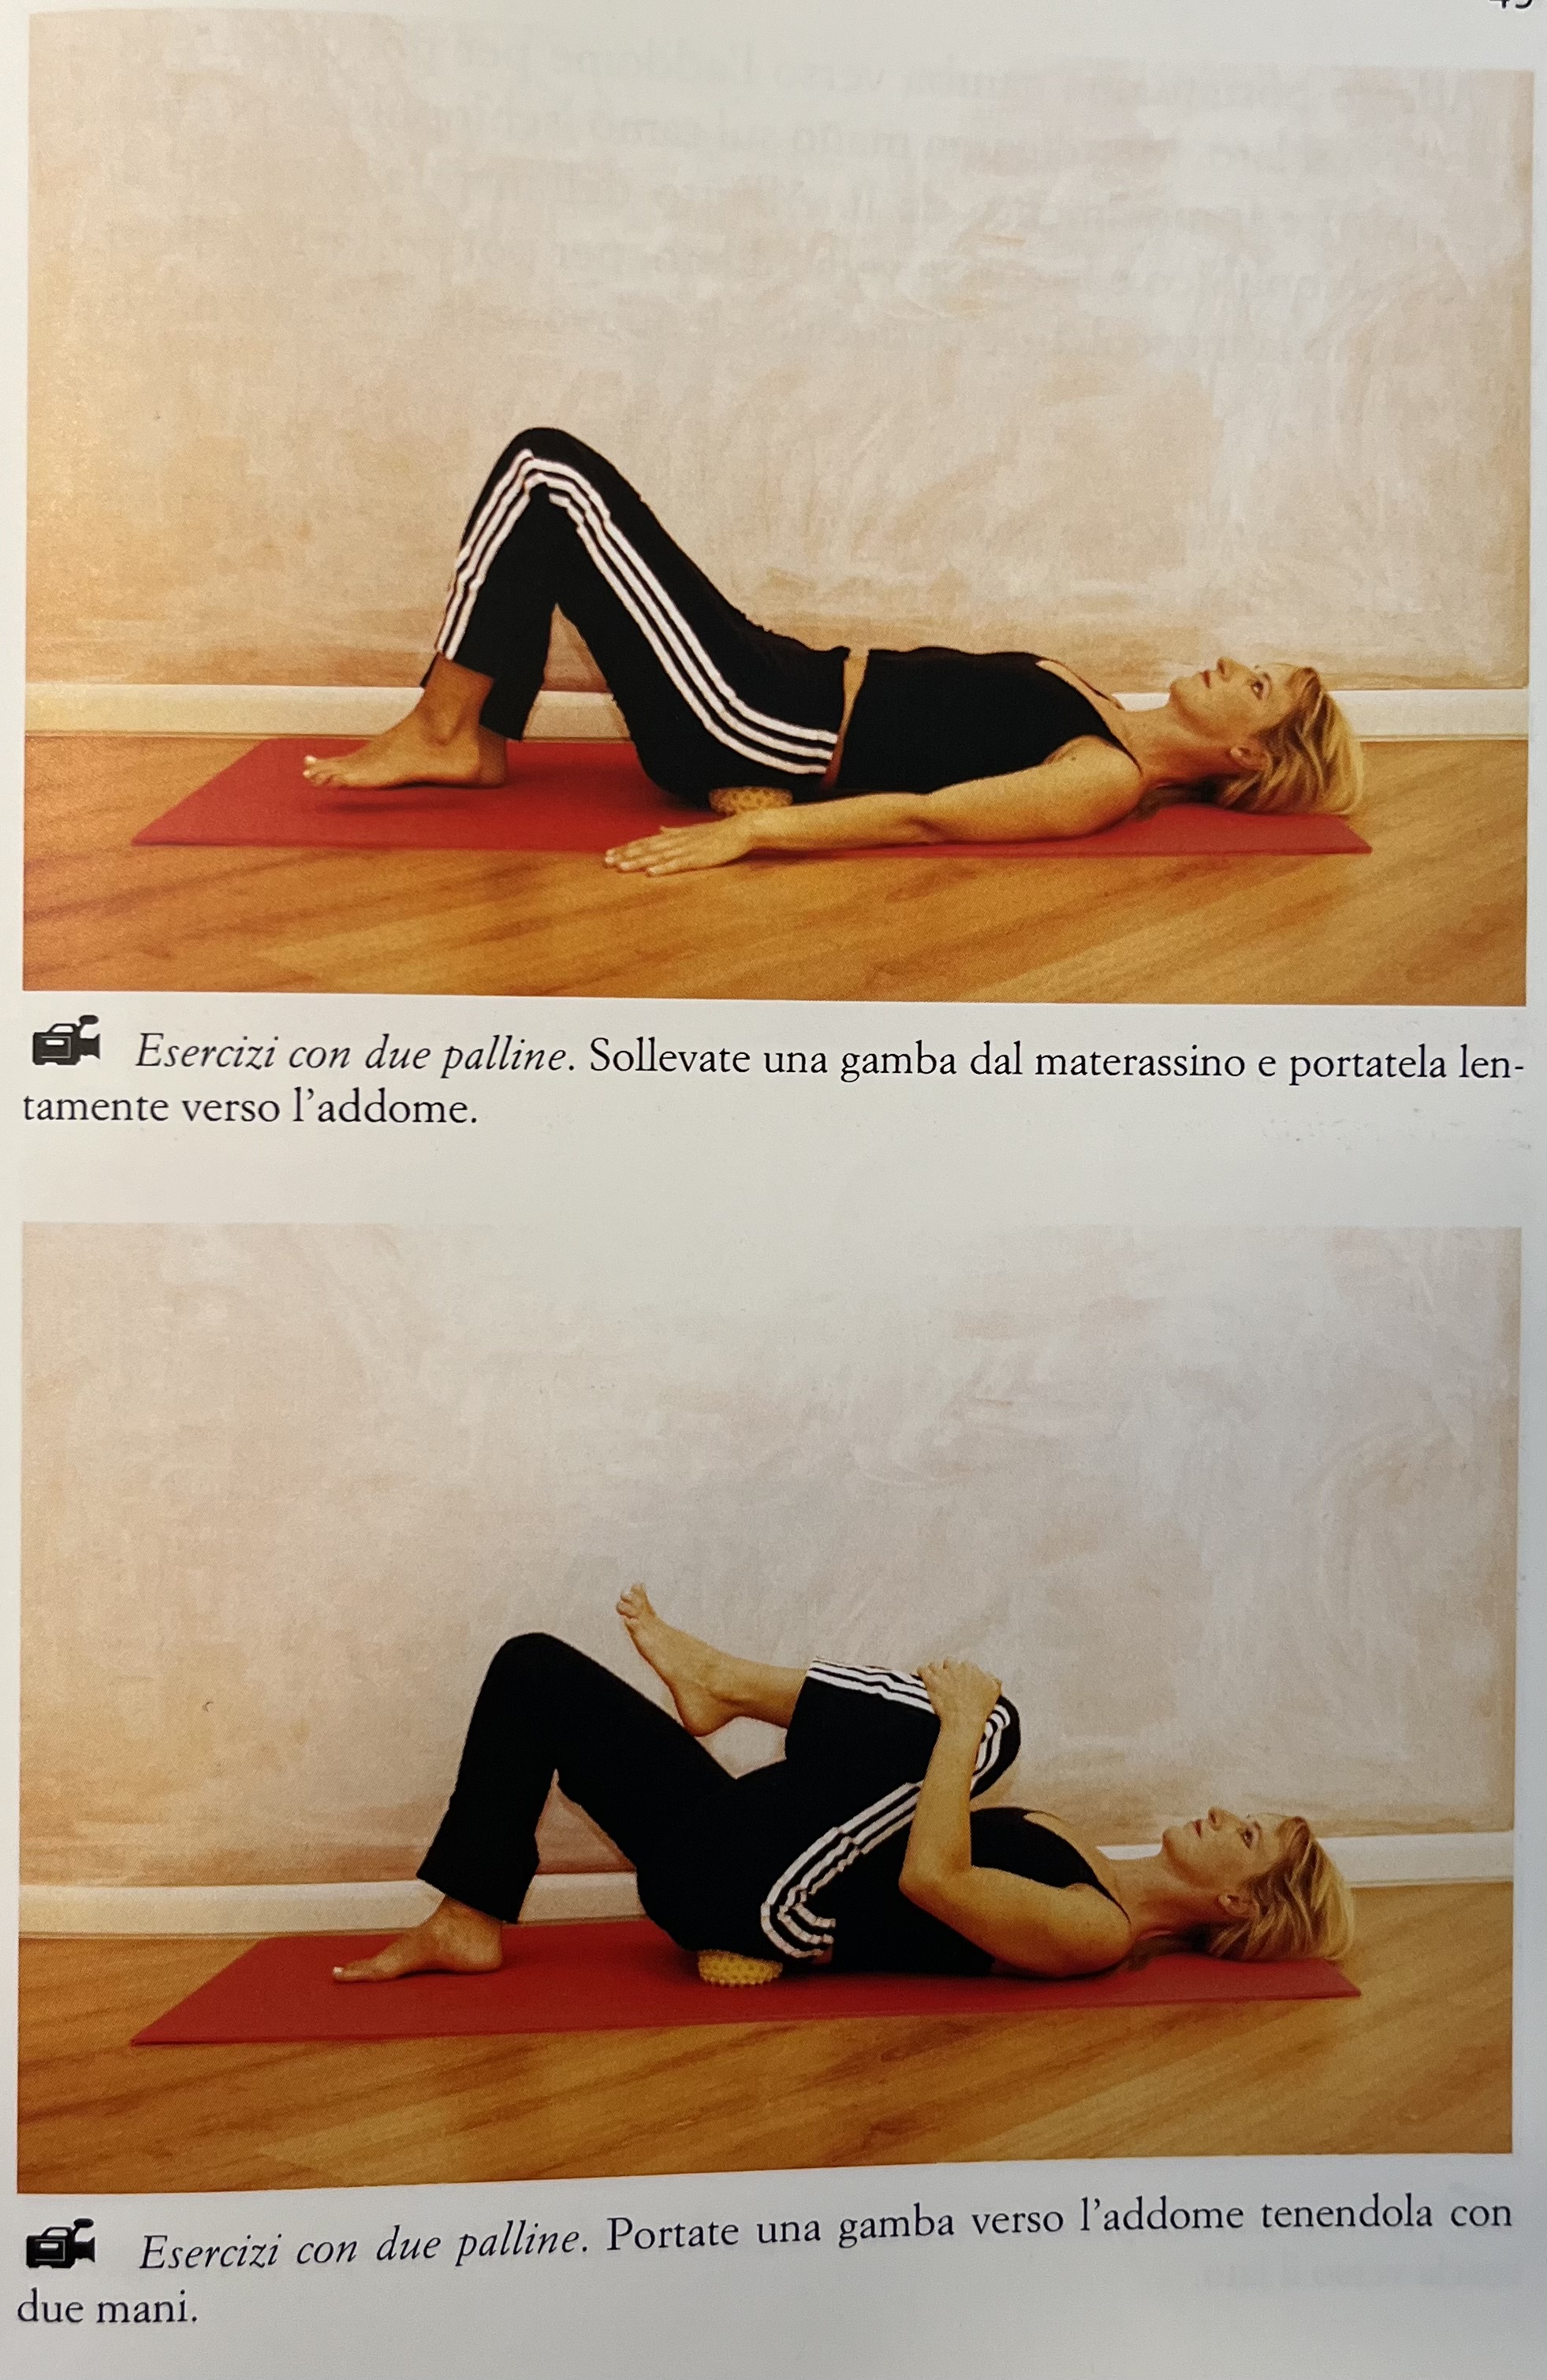 Esercizi con due palline. Sollevate una gamba dal materassino e portatela len-
tamente verso l'addome.
Esercizi con due palline. Portate una gamba verso l'addome tenendola con
due mani.